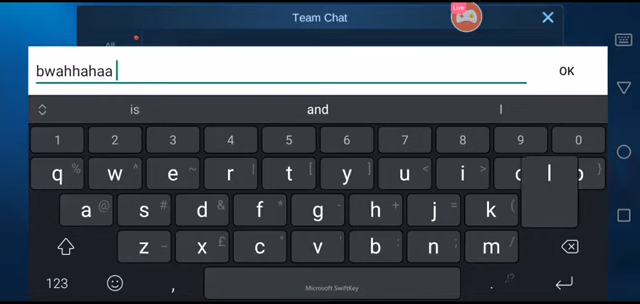 Live
Team Chat
All
bwahhahaa
OK
is and I
1 2 3 4 5 6 7 8 9 0
q % w ^ e ~ r | t [ y ] u < i > o p }
a @ s # d & f * g - h + j = k ( l
z _ x £ c " v ' b : n ; m /
123 , Microsoft SwiftKey . !?